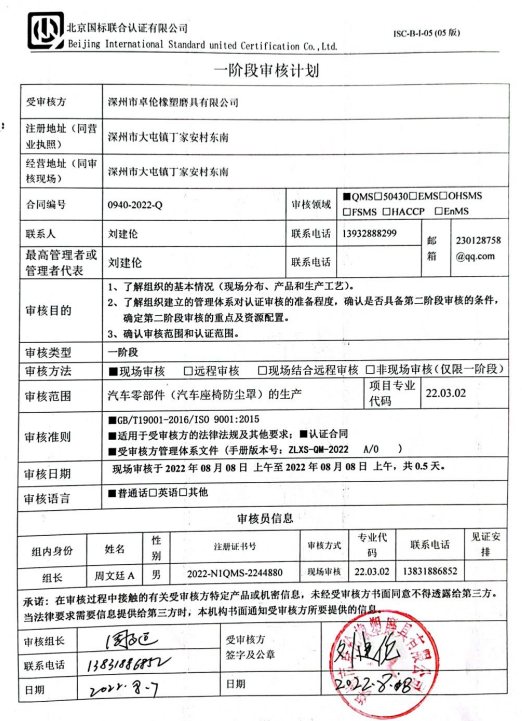 北京国标联合认证有限公司
Beijing International Standard united Certification Co.,Ltd.
ISC-B-I-05 (05 版)
一阶段审核计划
受审核方 深州市卓伦橡塑磨具有限公司
注册地址（同营业执照） 深州市大屯镇丁家安村东南
经营地址（同审核现场） 深州市大屯镇丁家安村东南
合同编号 0940-2022-Q 审核领域 ■QMS□50430□EMS□OHSMS
□FSMS □HACCP □EnMS
联系人 刘建伦 联系电话 13932888299 邮箱 230128758@qq.com
最高管理者或管理者代表 刘建伦 联系电话
审核目的
1、了解组织的基本情况（现场分布、产品和生产工艺）。
2、了解组织建立的管理体系对认证审核的准备程度，确认是否具备第二阶段审核的条件，
确定第二阶段审核的重点及资源配置。
3、确认审核范围和认证范围。
审核类型 一阶段
审核方法 ■现场审核 □远程审核 □现场结合远程审核 □非现场审核（仅限一阶段）
审核范围 汽车零部件（汽车座椅防尘罩）的生产 项目专业代码 22.03.02
审核准则
■GB/T19001-2016/ISO 9001:2015
■适用于受审核方的法律法规及其他要求；■认证合同
■受审核方管理体系文件（手册版本号：ZLXS-QM-2022 A/0 ）
审核日期 现场审核于 2022 年 08 月 08 日 上午至 2022 年 08 月 08 日 上午，共 0.5 天。
审核语言 ■普通话□英语□其他
审核员信息
组内身份 姓名 性别 注册证书号 审核方式 专业代码 联系电话 见证安排
组长 周文廷 A 男 2022-N1QMS-2244880 现场审核 22.03.02 13831886852
承诺：在审核过程中接触的有关受审核方特定产品或机密信息，未经受审核方书面同意不得透露给第三方。
当法律要求需要信息提供给第三方时，本机构书面通知受审核方所要提供的信息。
审核组长 受审核方签字及公章 刘建伦
联系电话 13831886852
日期 2022.8.7 日期 2022.8.08